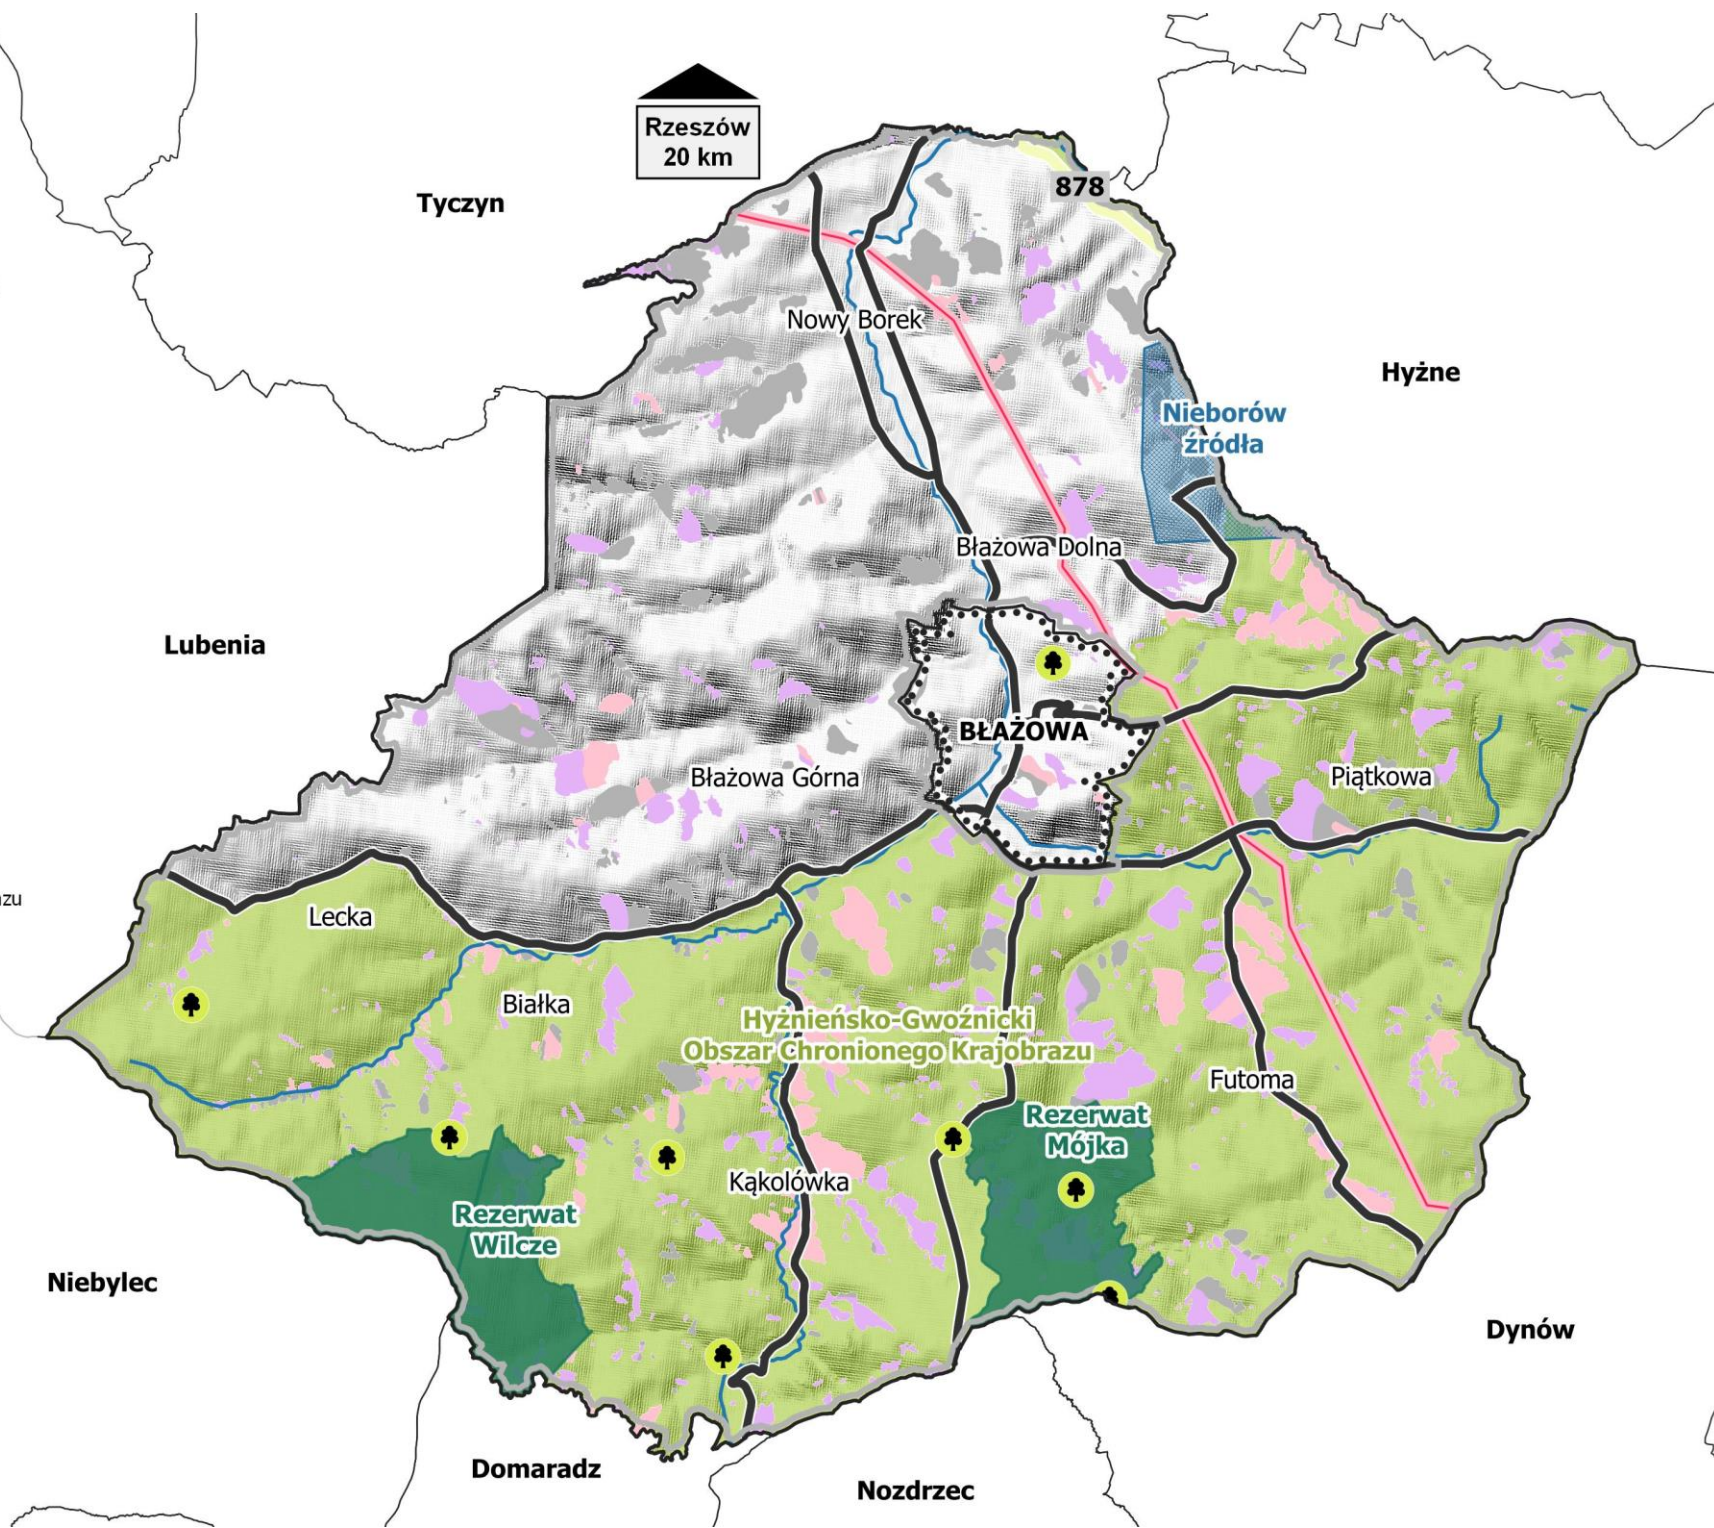 Rzeszów
20 km
878
Tyczyn
Nowy Borek
Hyżne
Nieborów
źródła
Błażowa Dolna
Lubenia
BŁAŻOWA
Błażowa Górna
Piątkowa
Lecka
Białka
Hyżnieńsko-Gwoźnicki
Obszar Chronionego Krajobrazu
Futoma
Rezerwat
Mójka
Kąkolówka
Rezerwat
Wilcze
Niebylec
Dynów
Domaradz
Nozdrzec